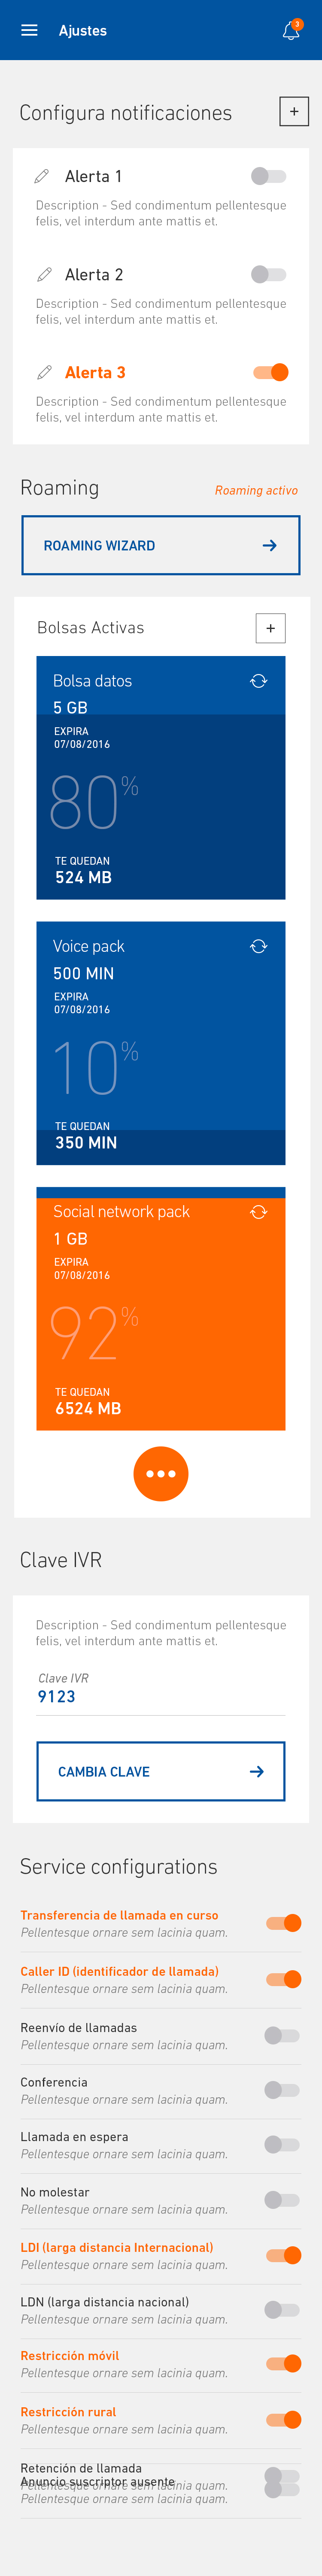 Ajustes
3
Configura notificaciones
+
Alerta 1
Description - Sed condimentum pellentesque
felis, vel interdum ante mattis et.
Alerta 2
Description - Sed condimentum pellentesque
felis, vel interdum ante mattis et.
Alerta 3
Description - Sed condimentum pellentesque
felis, vel interdum ante mattis et.
Roaming
Roaming activo
ROAMING WIZARD
Bolsas Activas
+
Bolsa datos
5 GB
EXPIRA
07/08/2016
80%
TE QUEDAN
524 MB
Voice pack
500 MIN
EXPIRA
07/08/2016
10%
TE QUEDAN
350 MIN
Social network pack
1 GB
EXPIRA
07/08/2016
92%
TE QUEDAN
6524 MB
Clave IVR
Description - Sed condimentum pellentesque
felis, vel interdum ante mattis et.
Clave IVR
9123
CAMBIA CLAVE
Service configurations
Transferencia de llamada en curso
Pellentesque ornare sem lacinia quam.
Caller ID (identificador de llamada)
Pellentesque ornare sem lacinia quam.
Reenvío de llamadas
Pellentesque ornare sem lacinia quam.
Conferencia
Pellentesque ornare sem lacinia quam.
Llamada en espera
Pellentesque ornare sem lacinia quam.
No molestar
Pellentesque ornare sem lacinia quam.
LDI (larga distancia Internacional)
Pellentesque ornare sem lacinia quam.
LDN (larga distancia nacional)
Pellentesque ornare sem lacinia quam.
Restricción móvil
Pellentesque ornare sem lacinia quam.
Restricción rural
Pellentesque ornare sem lacinia quam.
Retención de llamada
Anuncio suscriptor ausente
Pellentesque ornare sem lacinia quam.
Pellentesque ornare sem lacinia quam.